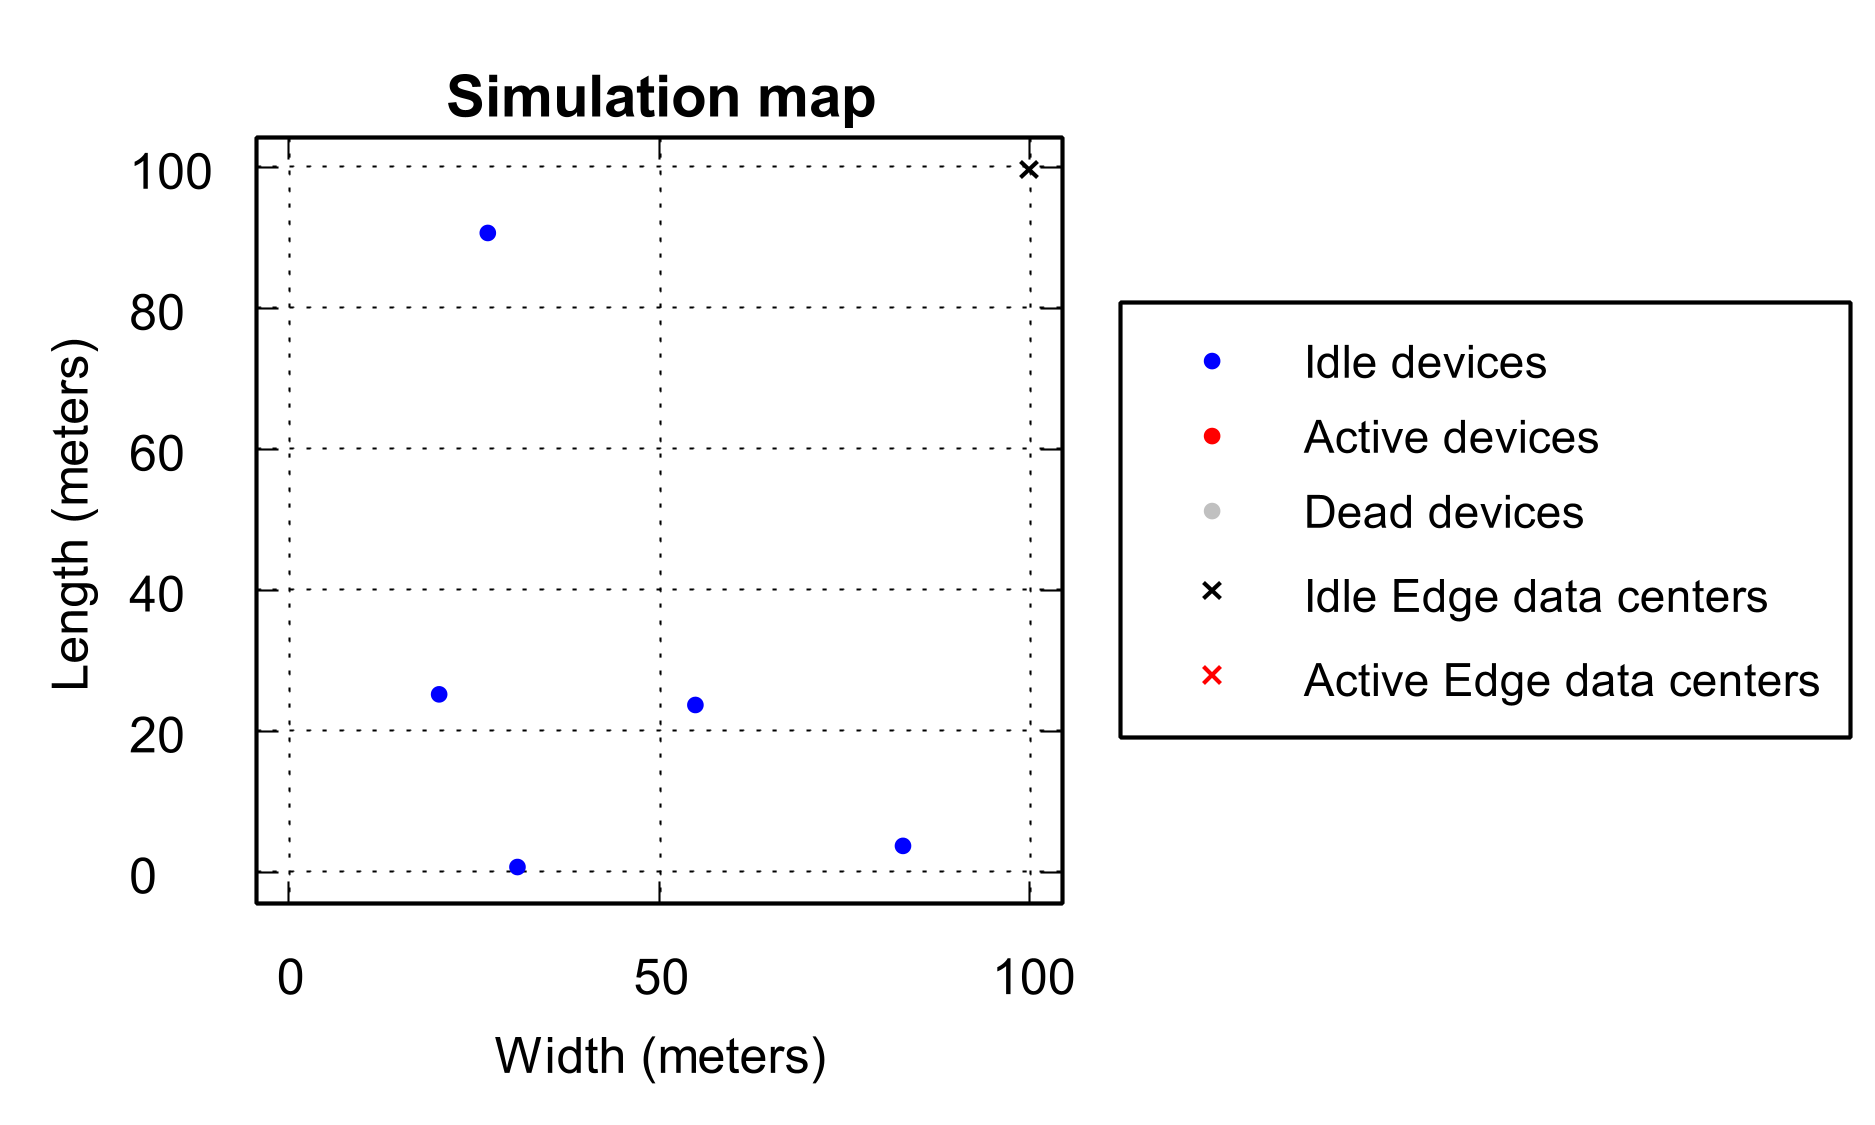 Simulation map
100
80
60
40
20
0
Length (meters)
0 50 100
Width (meters)
Idle devices
Active devices
Dead devices
Idle Edge data centers
Active Edge data centers